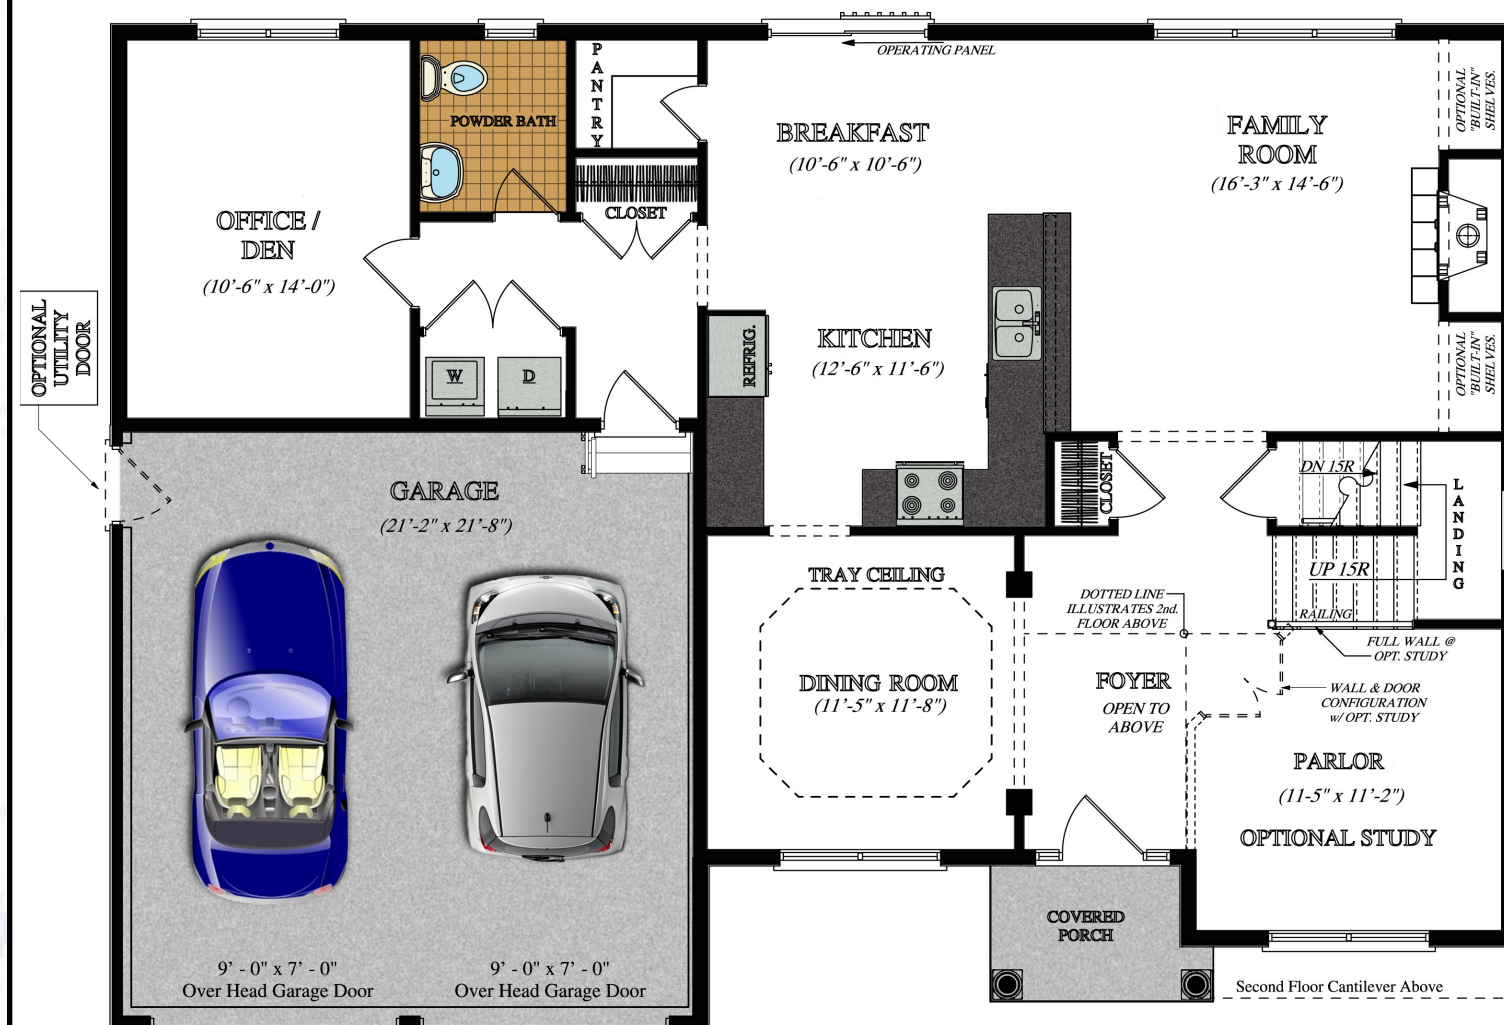 OPERATING PANEL
PANTRY
POWDER BATH
BREAKFAST
(10'-6" x 10'-6")
FAMILY
ROOM
(16'-3" x 14'-6")
OPTIONAL
"BUILT-IN"
SHELVES.
OFFICE /
DEN
(10'-6" x 14'-0")
CLOSET
OPTIONAL
UTILITY
DOOR
W
D
REFRIG.
KITCHEN
(12'-6" x 11'-6")
OPTIONAL
"BUILT-IN"
SHELVES.
GARAGE
(21'-2" x 21'-8")
CLOSET
DN 15R
LANDING
UP 15R
RAILING
TRAY CEILING
DOTTED LINE
ILLUSTRATES 2nd.
FLOOR ABOVE
FULL WALL @
OPT. STUDY
DINING ROOM
(11'-5" x 11'-8")
FOYER
OPEN TO
ABOVE
WALL & DOOR
CONFIGURATION
w/ OPT. STUDY
PARLOR
(11-5" x 11'-2")
OPTIONAL STUDY
COVERED
PORCH
9' - 0" x 7' - 0"
Over Head Garage Door
9' - 0" x 7' - 0"
Over Head Garage Door
Second Floor Cantilever Above